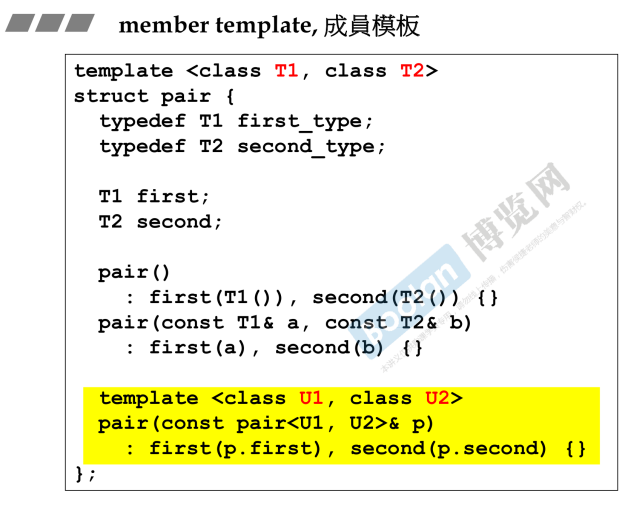 member template, 成員模板
template <class T1, class T2>
struct pair {
  typedef T1 first_type;
  typedef T2 second_type;

  T1 first;
  T2 second;

  pair()
    : first(T1()), second(T2()) {}
  pair(const T1& a, const T2& b)
    : first(a), second(b) {}

  template <class U1, class U2>
  pair(const pair<U1, U2>& p)
    : first(p.first), second(p.second) {}
};
boolan 博览网